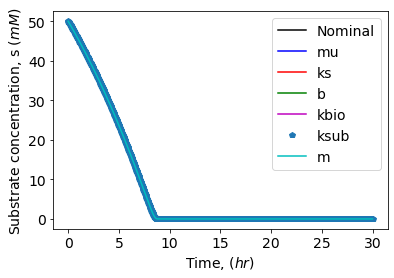 Substrate concentration, s (mM)
50
40
30
20
10
0
0 5 10 15 20 25 30
Time, (hr)
Nominal
mu
ks
b
kbio
ksub
m